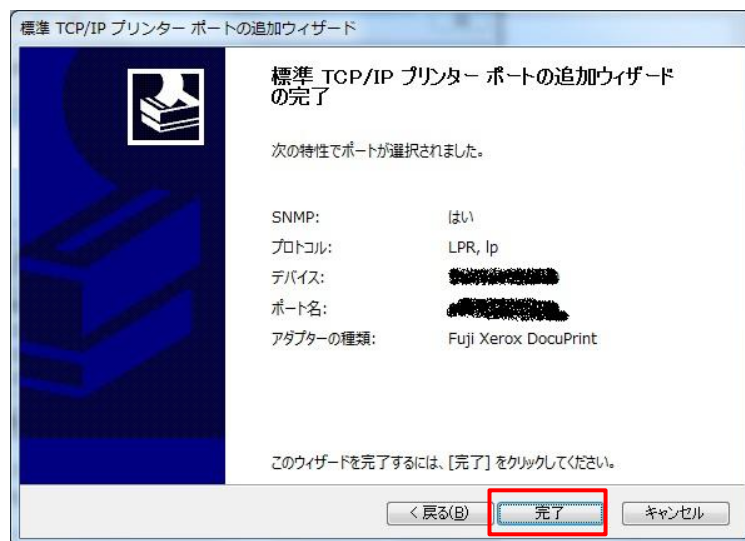 標準 TCP/IP プリンター ポートの追加ウィザード
標準 TCP/IP プリンター ポートの追加ウィザード
の完了
次の特性でポートが選択されました。
SNMP: はい
プロトコル: LPR, lp
デバイス:
ポート名:
アダプターの種類: Fuji Xerox DocuPrint
このウィザードを完了するには、[完了] をクリックしてください。
< 戻る(B) 完了 キャンセル